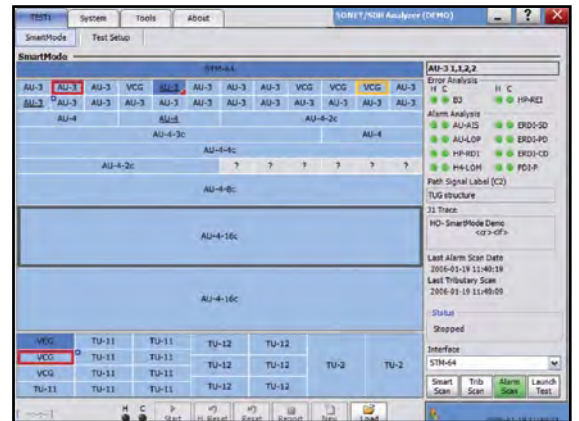 TEST1 System Tools About SONET/SDH Analyzer (DEMO) _ ? X
SmartMode Test Setup
SmartMode
STM-64
AU-3 AU-3 AU-3 VCG AU-3 AU-3 AU-3 VCG VCG VCG AU-3
AU-3 AU-3 AU-3 AU-3 AU-3 AU-3 AU-3 AU-3 AU-3 AU-3 AU-3
AU-4 AU-4 AU-4-2c
AU-4-3c AU-4
AU-4-4c
AU-4-2c ? ? ? ? ? ?
AU-4-8c
AU-4-16c
AU-4-16c
VCG TU-11 TU-11 TU-12 TU-12 TU-2 TU-2
VCG TU-11 TU-11
VCG TU-11 TU-11 TU-12 TU-12
TU-11 TU-11 TU-11 TU-12 TU-12
H C
Start H. Reset Reset Report New Load
AU-3 1,1,2,2
Error Analysis
H C H C
B3 HP-REI
Alarm Analysis
AU-AIS ERDI-SD
AU-LOP ERDI-PD
HP-RDI ERDI-CD
H4-LOM PDI-P
Path Signal Label (C2)
TUG structure
J1 Trace
HO- SmartMode Demo
<cr><lf>
Last Alarm Scan Date
2006-01-19 11:40:19
Last Tributary Scan
2006-01-19 11:40:09
Status
Stopped
Interface
STM-64
Smart Scan Trib Scan Alarm Scan Launch Test